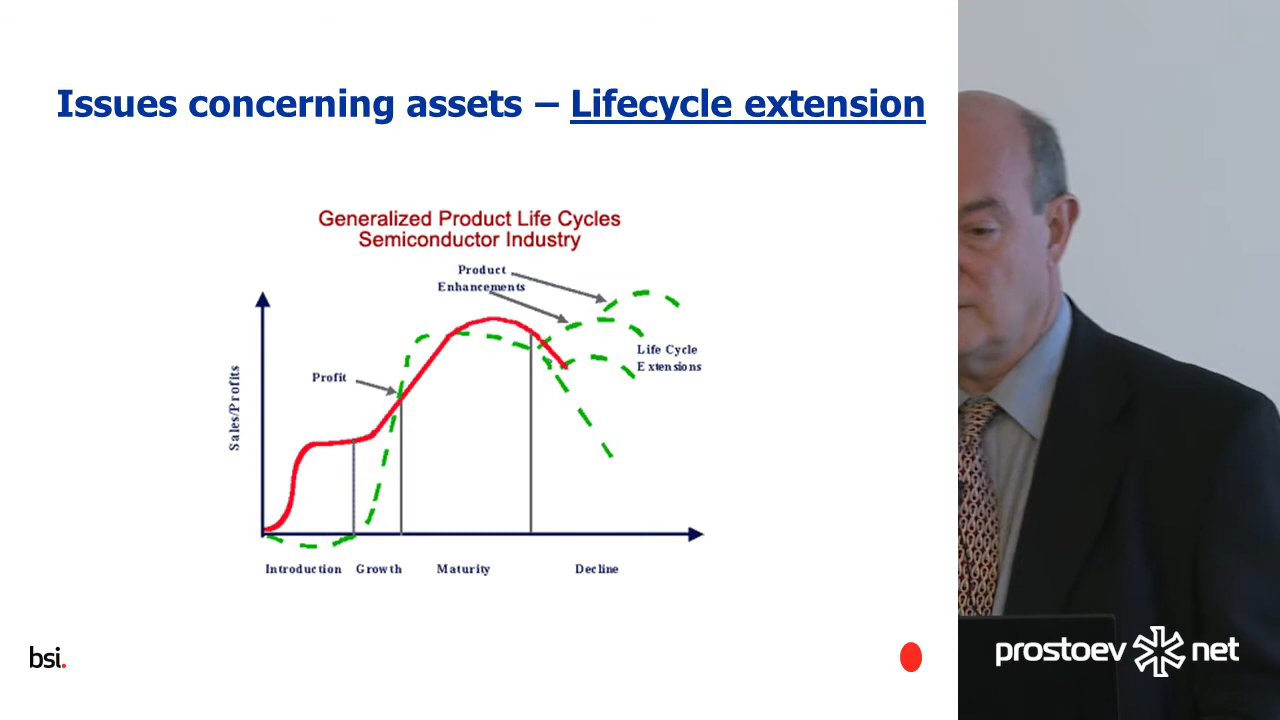 Issues concerning assets – Lifecycle extension
Generalized Product Life Cycles
Semiconductor Industry
Product
Enhancements
Life Cycle
Extensions
Profit
Sales/Profits
Introduction
Growth
Maturity
Decline
bsi.
prostoev net